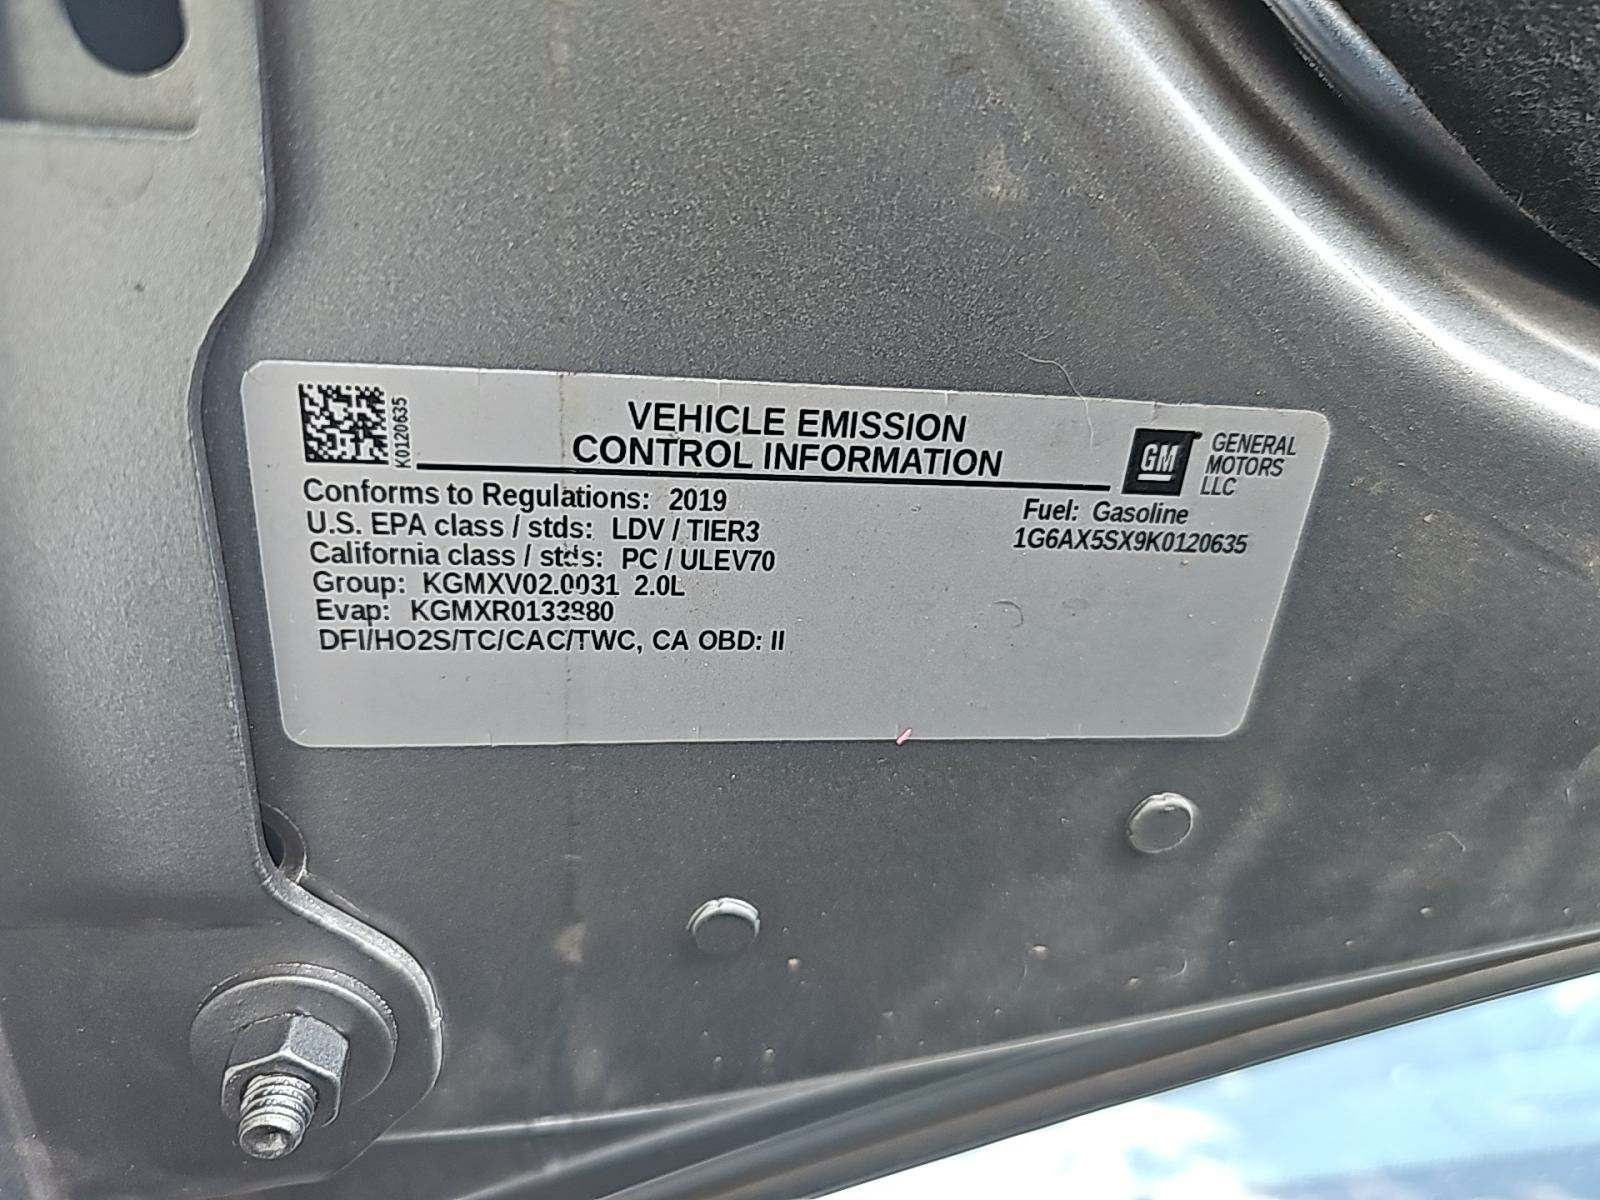 K0120635
VEHICLE EMISSION
CONTROL INFORMATION
GM
GENERAL
MOTORS
LLC
Conforms to Regulations: 2019
U.S. EPA class / stds: LDV / TIER3
California class / stds: PC / ULEV70
Group: KGMXV02.0031 2.0L
Evap: KGMXR0133880
DFI/HO2S/TC/CAC/TWC, CA OBD: II
Fuel: Gasoline
1G6AX5SX9K0120635